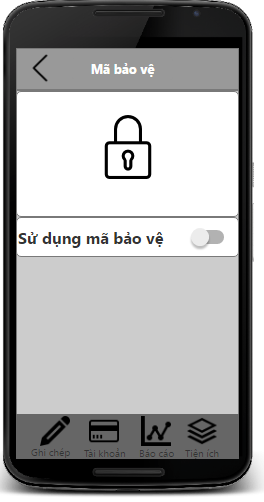 Mã bảo vệ
Sử dụng mã bảo vệ
Ghi chép Tài khoản Báo cáo Tiện ích